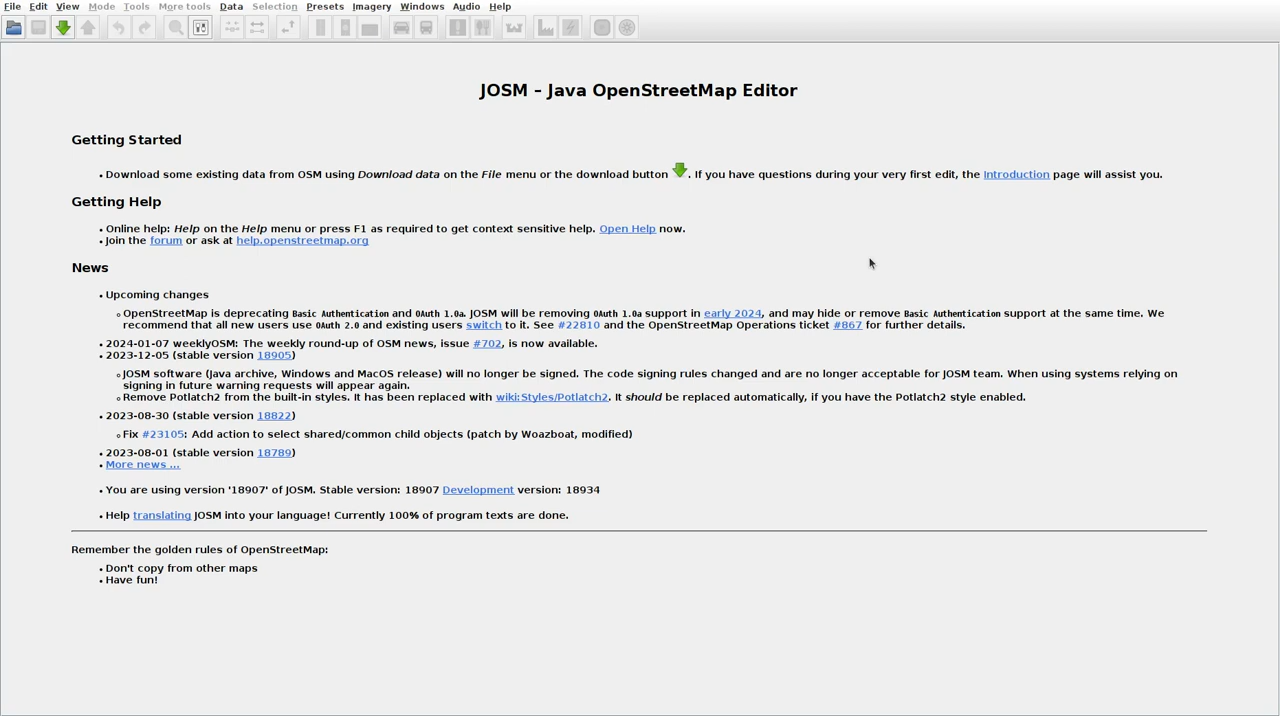 File Edit View Mode Tools More tools Data Selection Presets Imagery Windows Audio Help
JOSM – Java OpenStreetMap Editor
Getting Started
Download some existing data from OSM using Download data on the File menu or the download button . If you have questions during your very first edit, the Introduction page will assist you.
Getting Help
Online help: Help on the Help menu or press F1 as required to get context sensitive help. Open Help now.
Join the forum or ask at help.openstreetmap.org
News
Upcoming changes
OpenStreetMap is deprecating Basic Authentication and OAuth 1.0a. JOSM will be removing OAuth 1.0a support in early 2024, and may hide or remove Basic Authentication support at the same time. We
recommend that all new users use OAuth 2.0 and existing users switch to it. See #22810 and the OpenStreetMap Operations ticket #867 for further details.
2024-01-07 weeklyOSM: The weekly round-up of OSM news, issue #702, is now available.
2023-12-05 (stable version 18905)
JOSM software (Java archive, Windows and MacOS release) will no longer be signed. The code signing rules changed and are no longer acceptable for JOSM team. When using systems relying on
signing in future warning requests will appear again.
Remove Potlatch2 from the built-in styles. It has been replaced with wiki:Styles/Potlatch2. It should be replaced automatically, if you have the Potlatch2 style enabled.
2023-08-30 (stable version 18822)
Fix #23105: Add action to select shared/common child objects (patch by Woazboat, modified)
2023-08-01 (stable version 18789)
More news ...
You are using version '18907' of JOSM. Stable version: 18907 Development version: 18934
Help translating JOSM into your language! Currently 100% of program texts are done.
Remember the golden rules of OpenStreetMap:
Don't copy from other maps
Have fun!